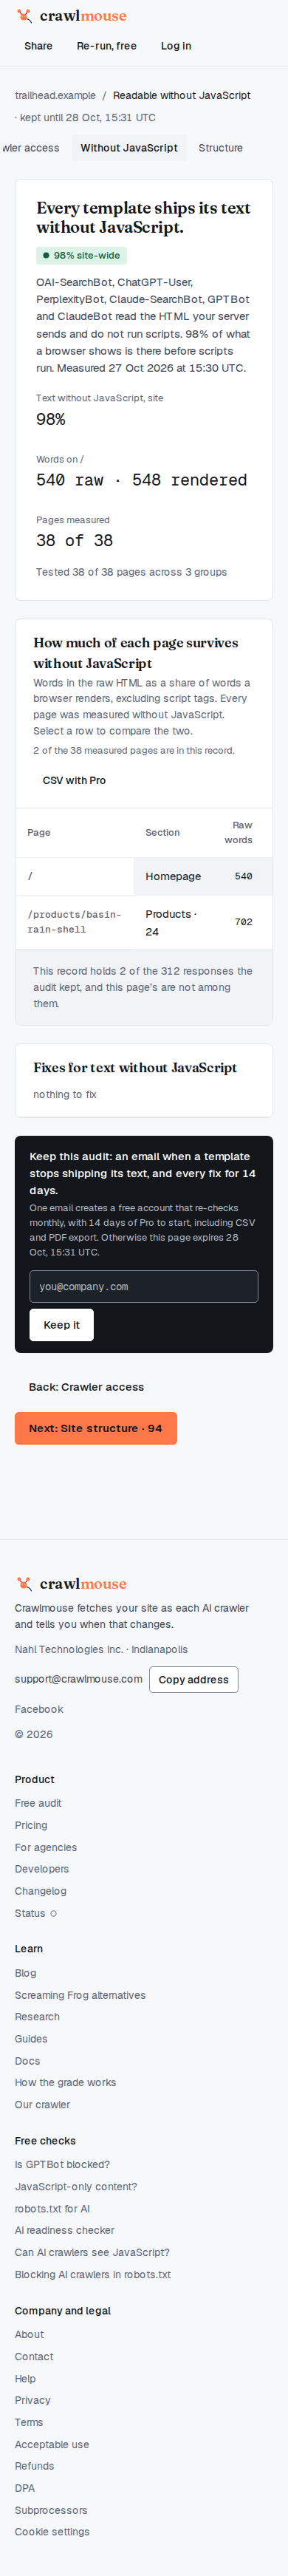 crawlmouse
Share Re-run, free Log in
trailhead.example / Readable without JavaScript
· kept until 28 Oct, 15:31 UTC
wler access Without JavaScript Structure
Every template ships its text
without JavaScript.
98% site-wide
OAI-SearchBot, ChatGPT-User,
PerplexityBot, Claude-SearchBot, GPTBot
and ClaudeBot read the HTML your server
sends and do not run scripts. 98% of what
a browser shows is there before scripts
run. Measured 27 Oct 2026 at 15:30 UTC.
Text without JavaScript, site
98%
Words on /
540 raw · 548 rendered
Pages measured
38 of 38
Tested 38 of 38 pages across 3 groups
How much of each page survives
without JavaScript
Words in the raw HTML as a share of words a
browser renders, excluding script tags. Every
page was measured without JavaScript.
Select a row to compare the two.
2 of the 38 measured pages are in this record.
CSV with Pro
Page Section Raw words
/ Homepage 540
/products/basin-rain-shell Products · 24 702
This record holds 2 of the 312 responses the
audit kept, and this page's are not among
them.
Fixes for text without JavaScript
nothing to fix
Keep this audit: an email when a template
stops shipping its text, and every fix for 14
days.
One email creates a free account that re-checks
monthly, with 14 days of Pro to start, including CSV
and PDF export. Otherwise this page expires 28
Oct, 15:31 UTC.
you@company.com
Keep it
Back: Crawler access
Next: Site structure · 94
crawlmouse
Crawlmouse fetches your site as each AI crawler
and tells you when that changes.
Nahl Technologies Inc. · Indianapolis
support@crawlmouse.com Copy address
Facebook
© 2026
Product
Free audit
Pricing
For agencies
Developers
Changelog
Status
Learn
Blog
Screaming Frog alternatives
Research
Guides
Docs
How the grade works
Our crawler
Free checks
Is GPTBot blocked?
JavaScript-only content?
robots.txt for AI
AI readiness checker
Can AI crawlers see JavaScript?
Blocking AI crawlers in robots.txt
Company and legal
About
Contact
Help
Privacy
Terms
Acceptable use
Refunds
DPA
Subprocessors
Cookie settings